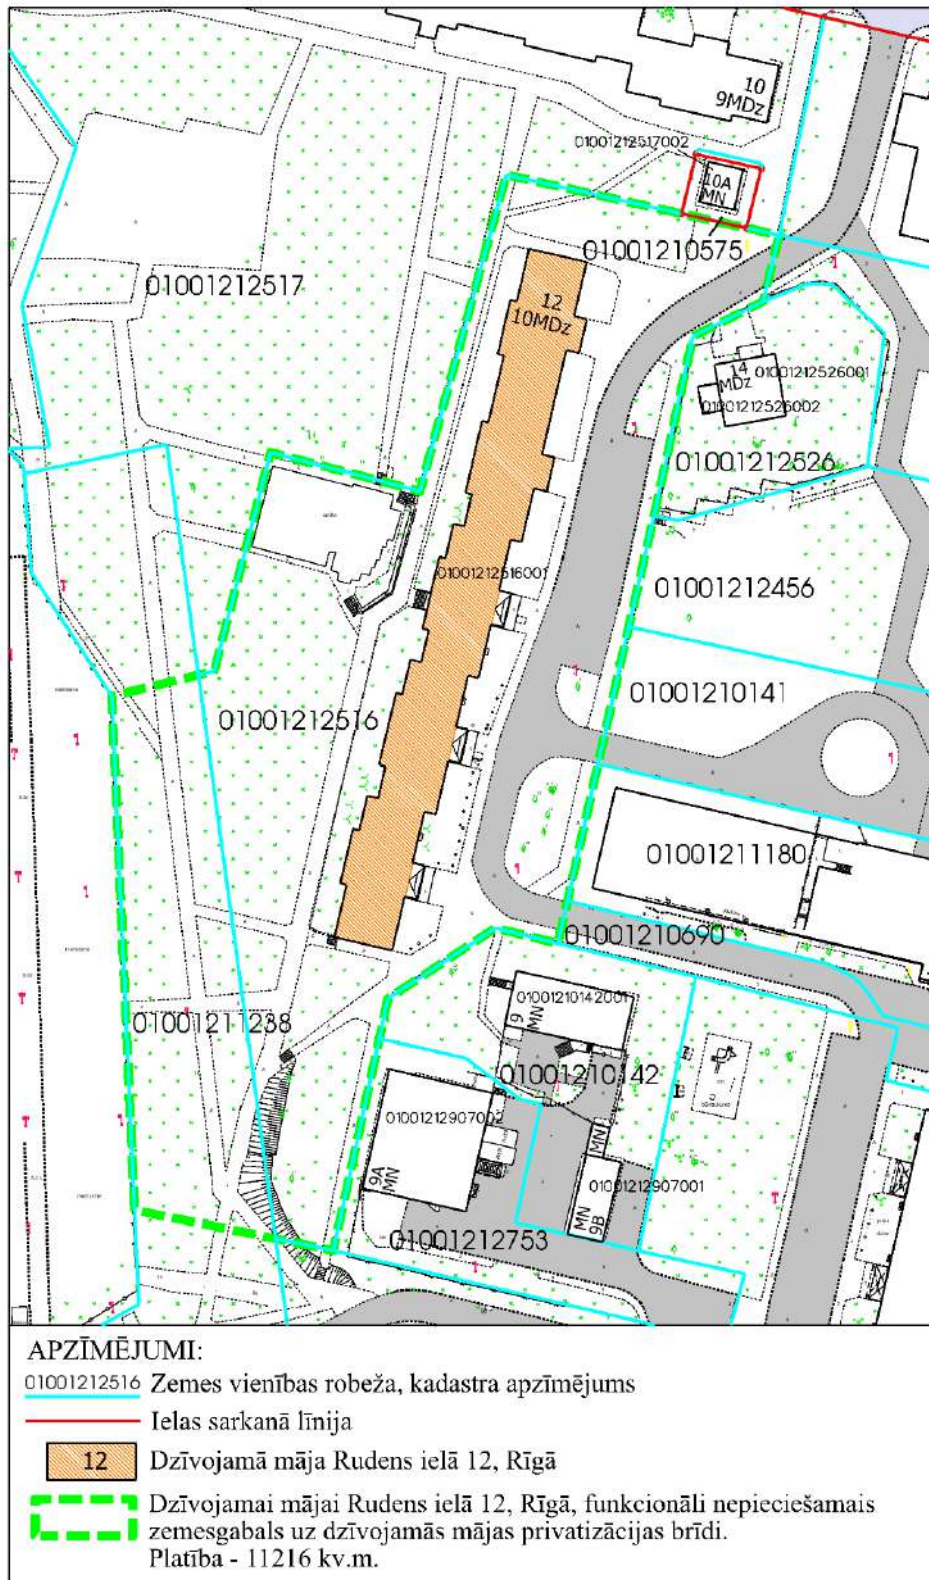 10
9MDz
01001212517002
10A
MN
01001210575
01001212517
12
10MDz
14
MDz
01001212526001
01001212526002
01001212526
01001212516001
01001212456
01001210141
01001212516
01001211180
01001210690
01001211238
01001210142001
9
MN
01001210142
01001212907002
9A
MN
MN
01001212907001
MN
9B
01001212753
APZĪMĒJUMI:
01001212516 Zemes vienības robeža, kadastra apzīmējums
Ielas sarkanā līnija
12 Dzīvojamā māja Rudens ielā 12, Rīgā
Dzīvojamai mājai Rudens ielā 12, Rīgā, funkcionāli nepieciešamais
zemesgabals uz dzīvojamās mājas privatizācijas brīdi.
Platība - 11216 kv.m.